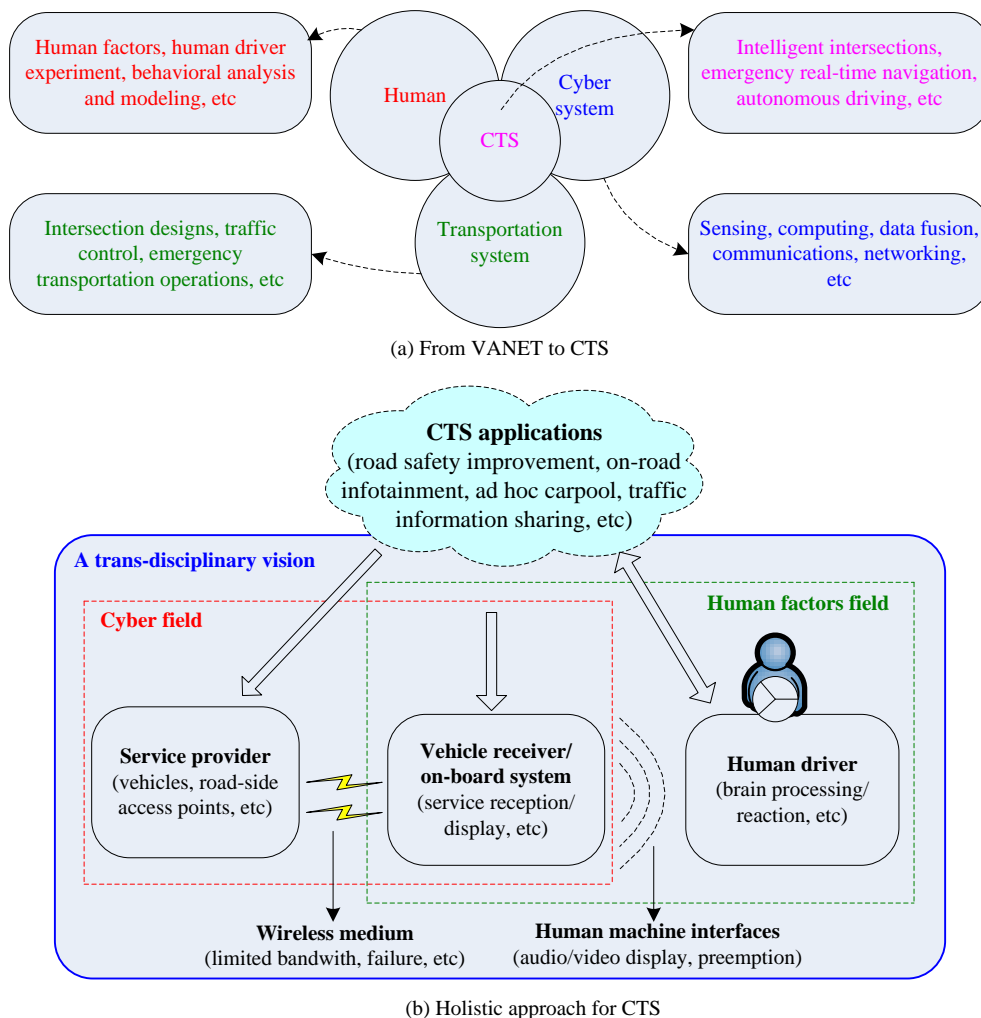 Human factors, human driver
experiment, behavioral analysis
and modeling, etc
Human
Cyber
system
CTS
Intelligent intersections,
emergency real-time navigation,
autonomous driving, etc
Intersection designs, traffic
control, emergency
transportation operations, etc
Transportation
system
Sensing, computing, data fusion,
communications, networking,
etc
(a) From VANET to CTS
CTS applications
(road safety improvement, on-road
infotainment, ad hoc carpool, traffic
information sharing, etc)
A trans-disciplinary vision
Cyber field
Human factors field
Service provider
(vehicles, road-side
access points, etc)
Vehicle receiver/
on-board system
(service reception/
display, etc)
Human driver
(brain processing/
reaction, etc)
Wireless medium
(limited bandwith, failure, etc)
Human machine interfaces
(audio/video display, preemption)
(b) Holistic approach for CTS